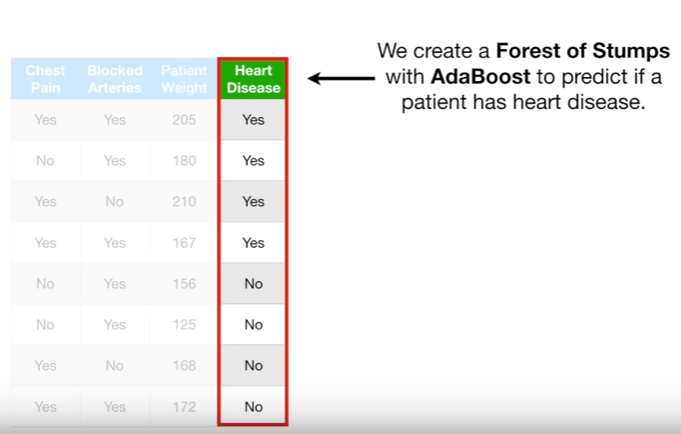 We create a Forest of Stumps
with AdaBoost to predict if a
patient has heart disease.
Chest Pain Blocked Arteries Patient Weight Heart Disease
Yes Yes 205 Yes
No Yes 180 Yes
Yes No 210 Yes
Yes Yes 167 Yes
No Yes 156 No
No Yes 125 No
Yes No 168 No
Yes Yes 172 No